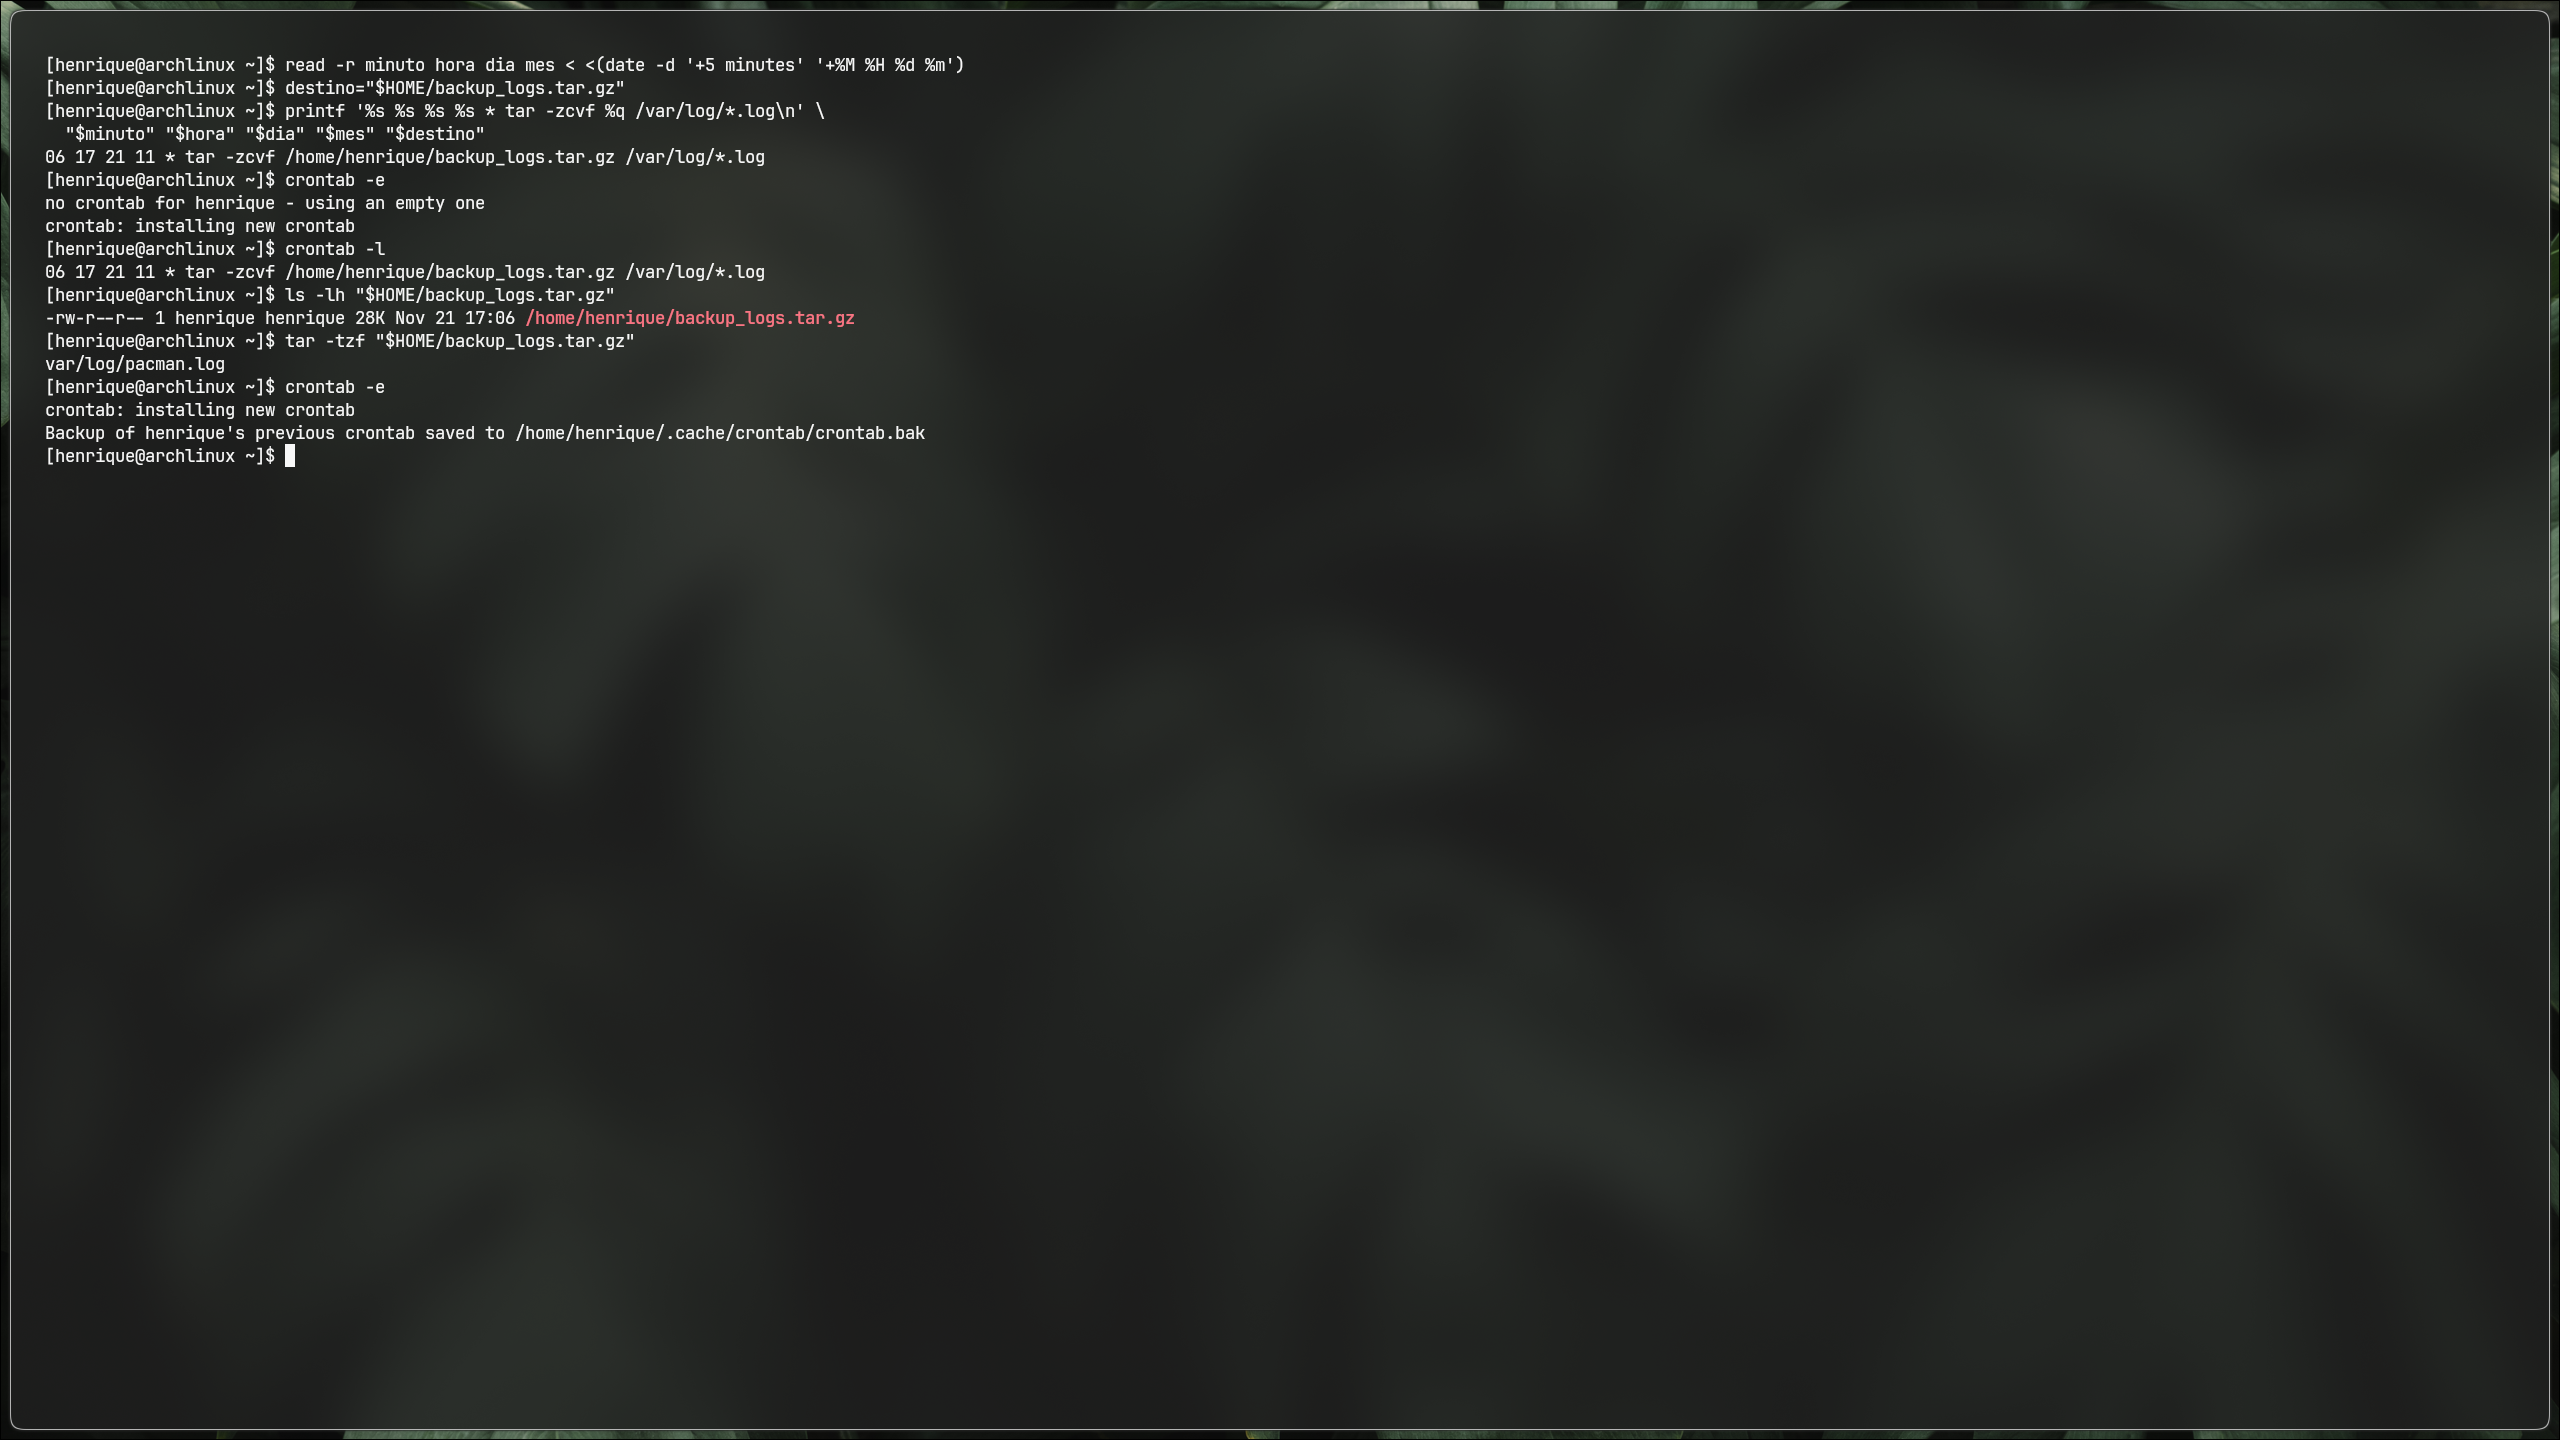 [henrique@archlinux ~]$ read -r minuto hora dia mes < <(date -d '+5 minutes' '+%M %H %d %m')
[henrique@archlinux ~]$ destino="$HOME/backup_logs.tar.gz"
[henrique@archlinux ~]$ printf '%s %s %s %s * tar -zcvf %q /var/log/*.log\n' \
  "$minuto" "$hora" "$dia" "$mes" "$destino"
06 17 21 11 * tar -zcvf /home/henrique/backup_logs.tar.gz /var/log/*.log
[henrique@archlinux ~]$ crontab -e
no crontab for henrique - using an empty one
crontab: installing new crontab
[henrique@archlinux ~]$ crontab -l
06 17 21 11 * tar -zcvf /home/henrique/backup_logs.tar.gz /var/log/*.log
[henrique@archlinux ~]$ ls -lh "$HOME/backup_logs.tar.gz"
-rw-r--r-- 1 henrique henrique 28K Nov 21 17:06 /home/henrique/backup_logs.tar.gz
[henrique@archlinux ~]$ tar -tzf "$HOME/backup_logs.tar.gz"
var/log/pacman.log
[henrique@archlinux ~]$ crontab -e
crontab: installing new crontab
Backup of henrique's previous crontab saved to /home/henrique/.cache/crontab/crontab.bak
[henrique@archlinux ~]$